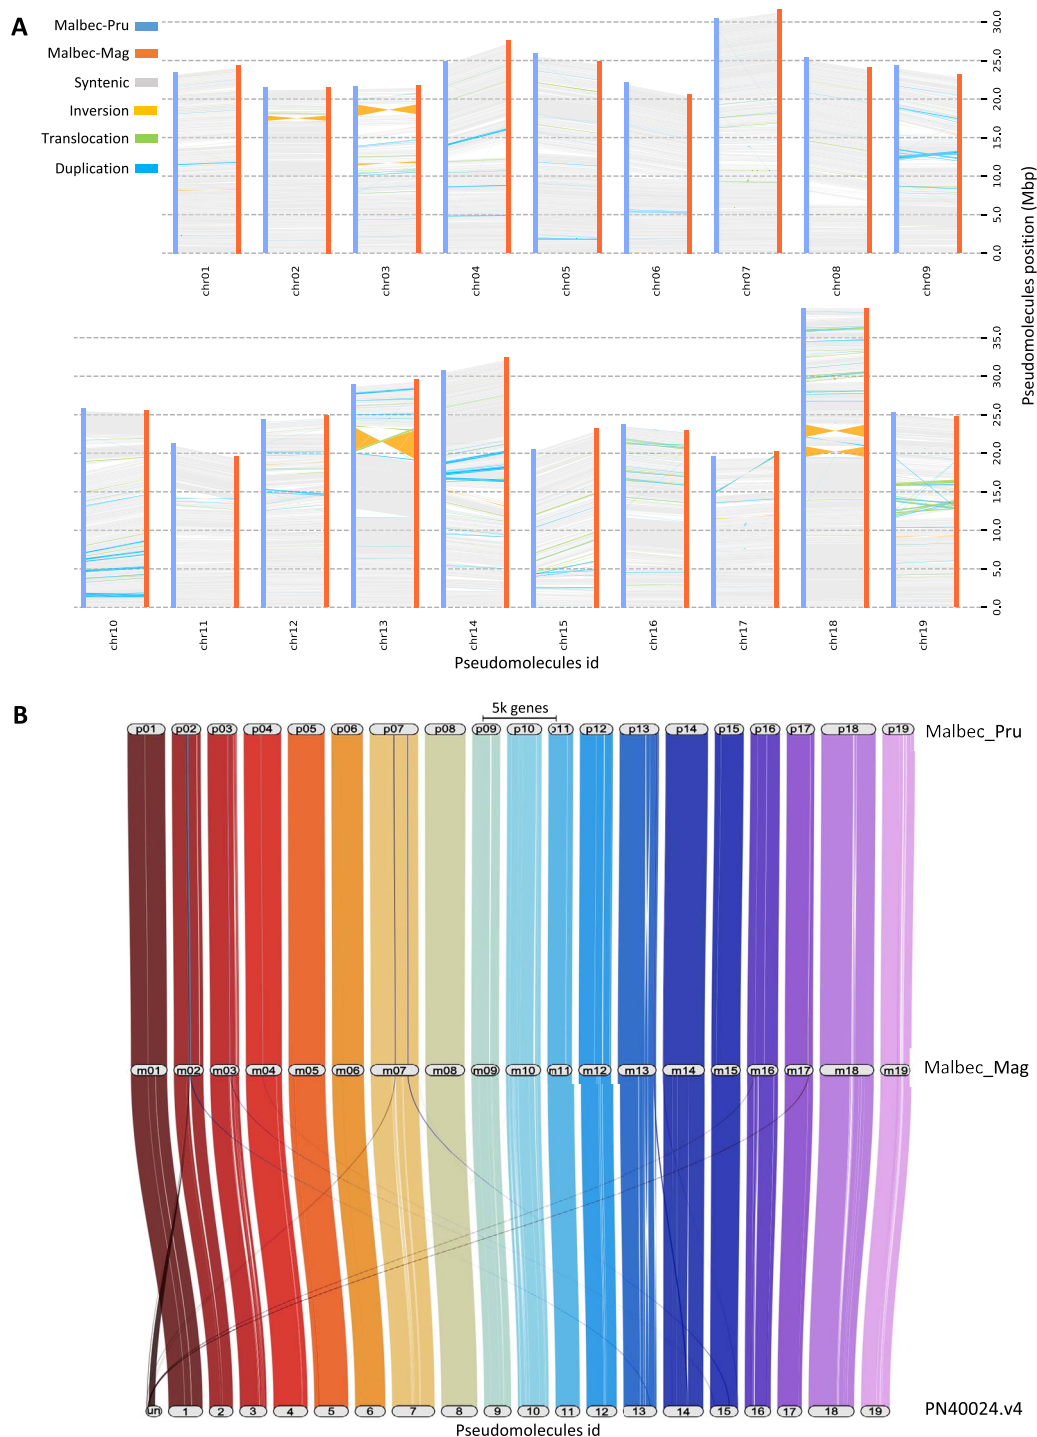 A
Malbec-Pru
Malbec-Mag
Syntenic
Inversion
Translocation
Duplication
30.0
25.0
20.0
15.0
10.0
5.0
0.0
chr01 chr02 chr03 chr04 chr05 chr06 chr07 chr08 chr09
Pseudomolecules position (Mbp)
35.0
30.0
25.0
20.0
15.0
10.0
5.0
0.0
chr10 chr11 chr12 chr13 chr14 chr15 chr16 chr17 chr18 chr19
Pseudomolecules id
B
5k genes
p01 p02 p03 p04 p05 p06 p07 p08 p09 p10 p11 p12 p13 p14 p15 p16 p17 p18 p19 Malbec_Pru
m01 m02 m03 m04 m05 m06 m07 m08 m09 m10 m11 m12 m13 m14 m15 m16 m17 m18 m19 Malbec_Mag
un 1 2 3 4 5 6 7 8 9 10 11 12 13 14 15 16 17 18 19 PN40024.v4
Pseudomolecules id